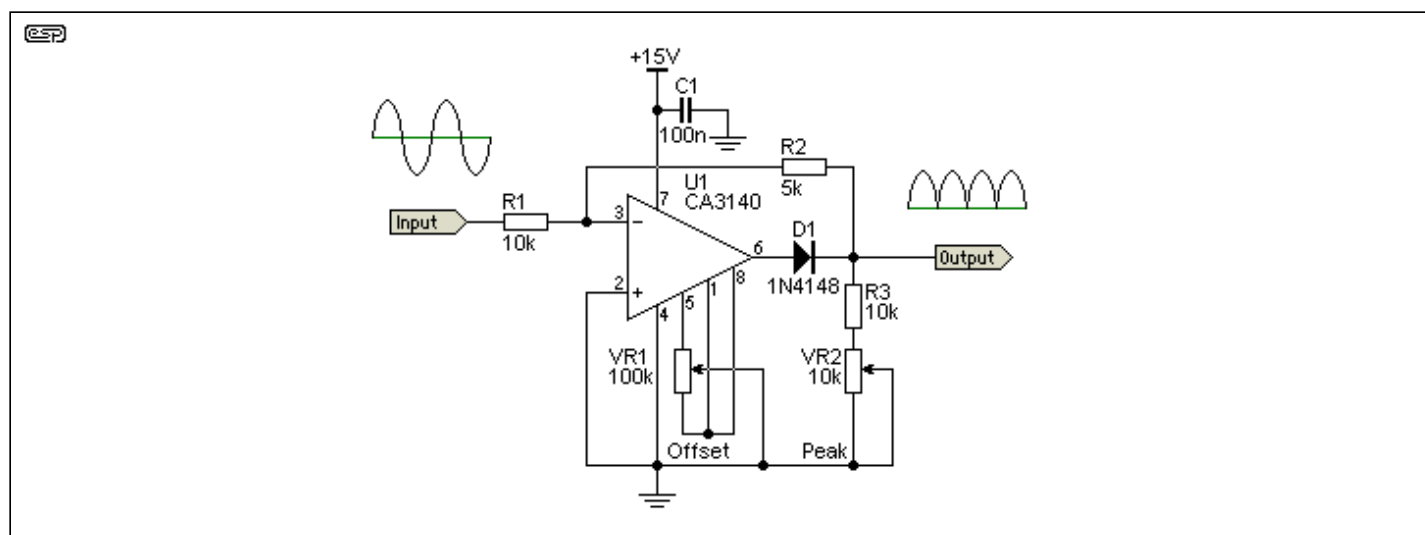 esp
+15V
C1
100n
R2
5k
U1
CA3140
R1
10k
Input
3
−
7
6
D1
1N4148
Output
2
+
4
5
1
8
R3
10k
VR1
100k
VR2
10k
Offset
Peak